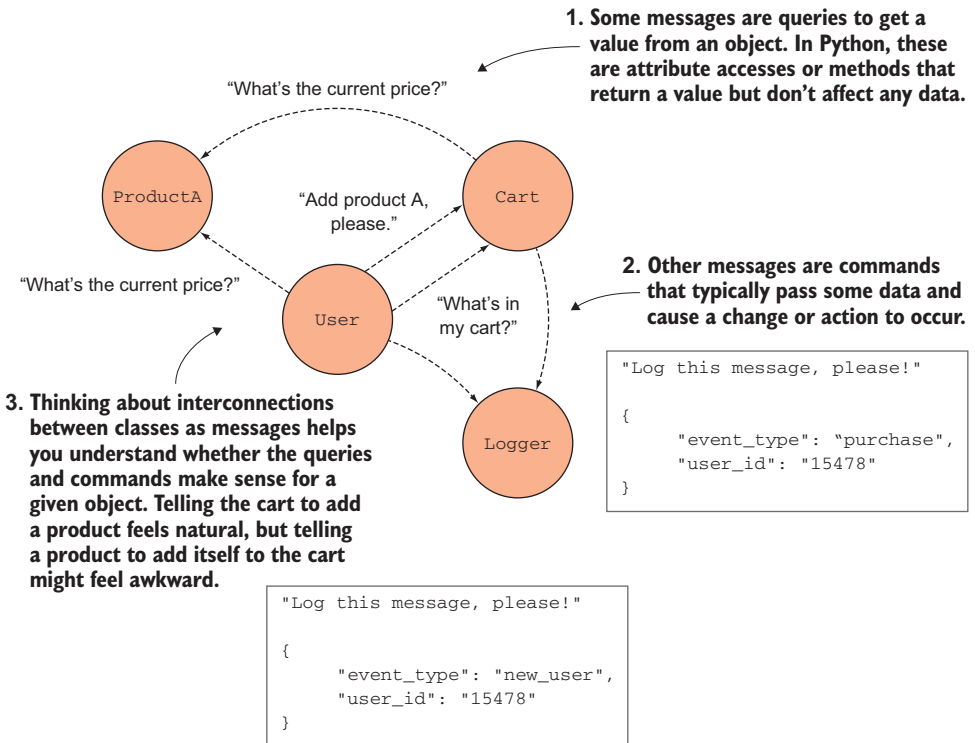 1. Some messages are queries to get a
value from an object. In Python, these
are attribute accesses or methods that
return a value but don’t affect any data.
“What’s the current price?”
ProductA
“Add product A,
please.”
Cart
“What’s the current price?”
User
“What’s in
my cart?”
2. Other messages are commands
that typically pass some data and
cause a change or action to occur.
"Log this message, please!"
{
"event_type": “purchase",
"user_id": "15478"
}
3. Thinking about interconnections
between classes as messages helps
you understand whether the queries
and commands make sense for a
given object. Telling the cart to add
a product feels natural, but telling
a product to add itself to the cart
might feel awkward.
Logger
"Log this message, please!"
{
"event_type": "new_user",
"user_id": "15478"
}